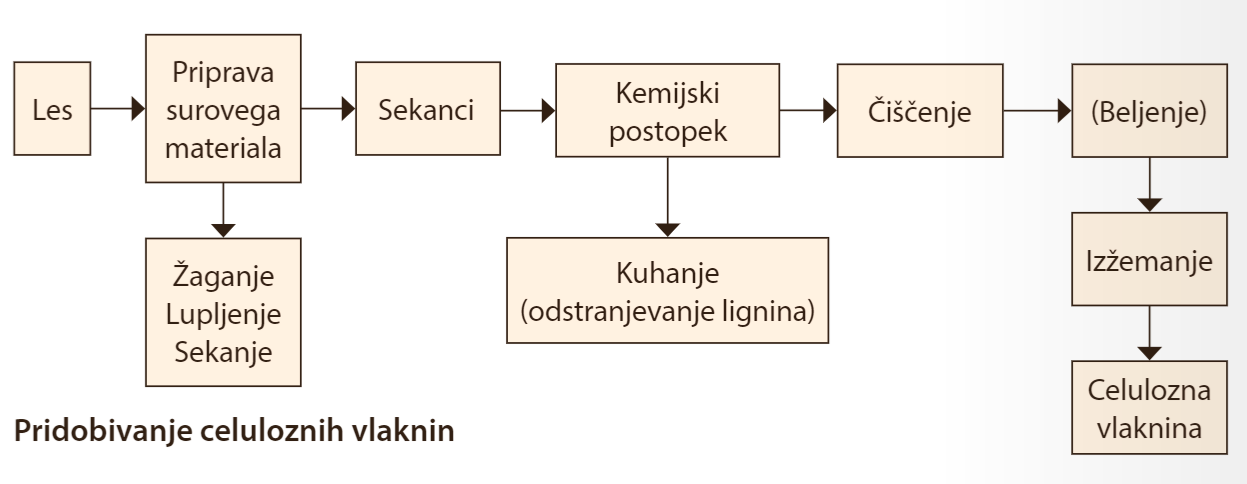 Les
Priprava
surovega
materiala
Sekanci
Kemijski
postopek
Čiščenje
(Beljenje)
Žaganje
Lupljenje
Sekanje
Kuhanje
(odstranjevanje lignina)
Izžemanje
Celulozna
vlaknina
Pridobivanje celuloznih vlaknin